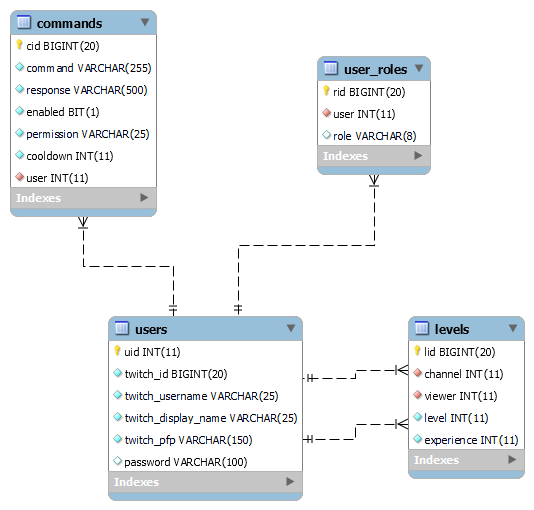 commands
cid BIGINT(20)
command VARCHAR(255)
response VARCHAR(500)
enabled BIT(1)
permission VARCHAR(25)
cooldown INT(11)
user INT(11)
Indexes
user_roles
rid BIGINT(20)
user INT(11)
role VARCHAR(8)
Indexes
users
uid INT(11)
twitch_id BIGINT(20)
twitch_username VARCHAR(25)
twitch_display_name VARCHAR(25)
twitch_pfp VARCHAR(150)
password VARCHAR(100)
Indexes
levels
lid BIGINT(20)
channel INT(11)
viewer INT(11)
level INT(11)
experience INT(11)
Indexes